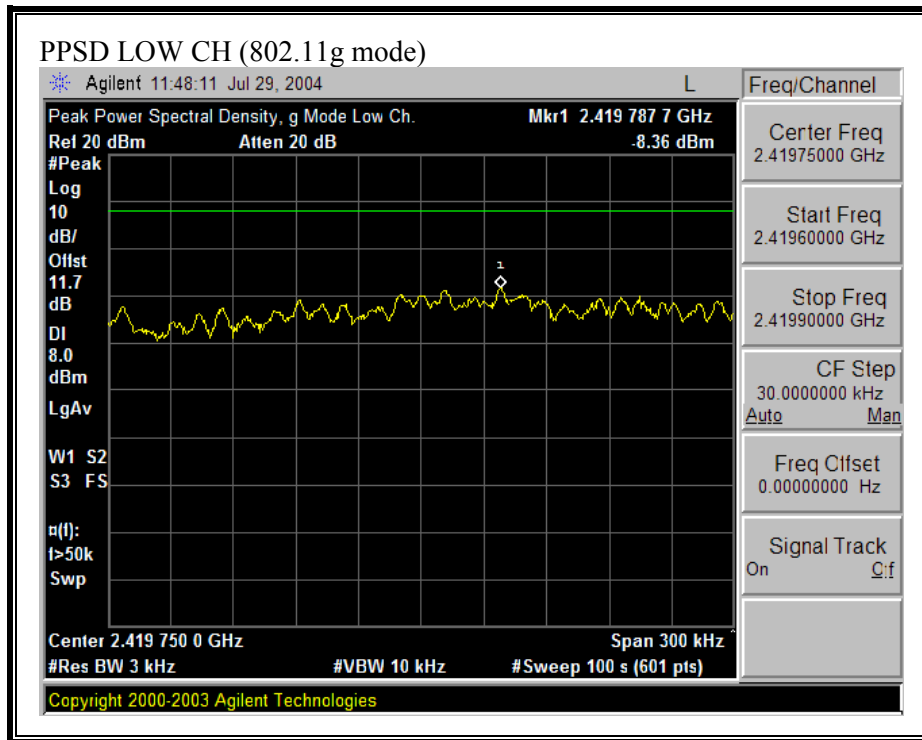 PPSD LOW CH (802.11g mode)
Agilent 11:48:11 Jul 29, 2004 L
Peak Power Spectral Density, g Mode Low Ch. Mkr1 2.419 787 7 GHz
Ref 20 dBm Atten 20 dB -8.36 dBm
#Peak
Log
10
dB/
Offst
11.7
dB
DI
8.0
dBm
LgAv
W1 S2
S3 FS
¤(f):
f>50k
Swp
1
Center 2.419 750 0 GHz Span 300 kHz
#Res BW 3 kHz #VBW 10 kHz #Sweep 100 s (601 pts)
Copyright 2000-2003 Agilent Technologies
Freq/Channel
Center Freq
2.41975000 GHz
Start Freq
2.41960000 GHz
Stop Freq
2.41990000 GHz
CF Step
30.0000000 kHz
Auto Man
Freq Offset
0.00000000 Hz
Signal Track
On Off